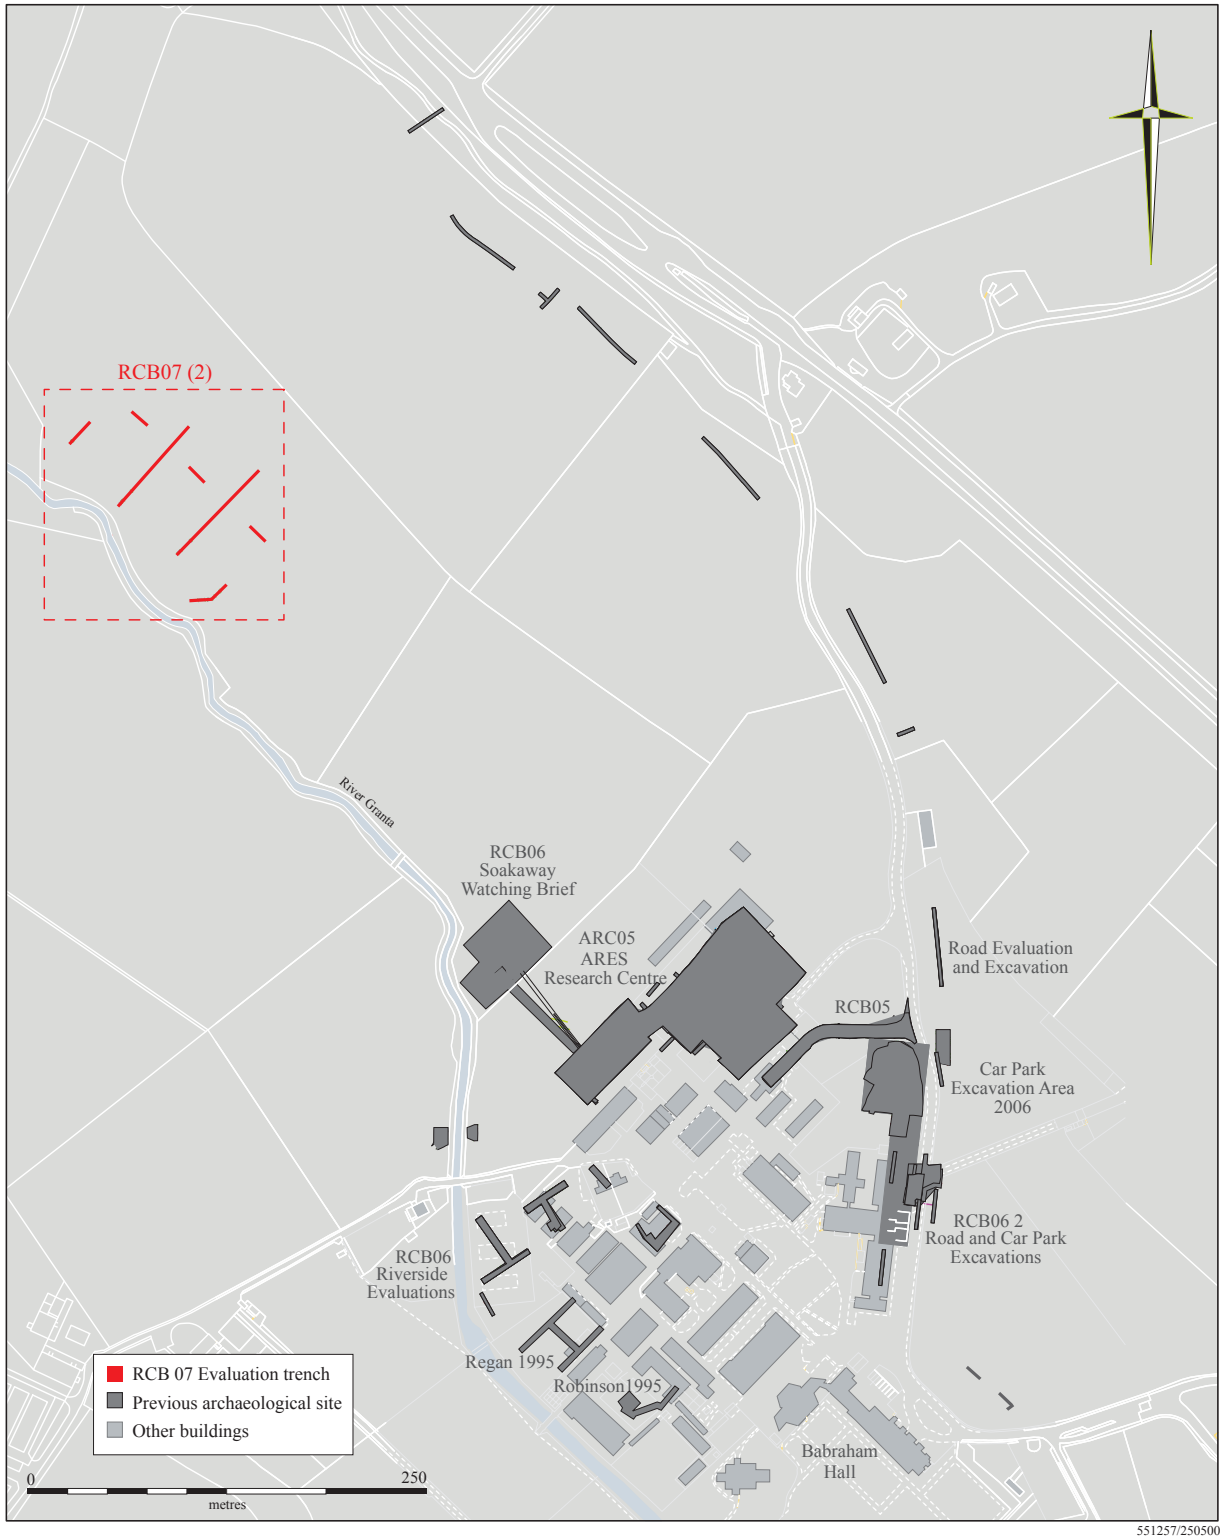 RCB07 (2)
River Granta
RCB06
Soakaway
Watching Brief
ARC05
ARES
Research Centre
Road Evaluation
and Excavation
RCB05
Car Park
Excavation Area
2006
RCB06 2
Road and Car Park
Excavations
RCB06
Riverside
Evaluations
Regan 1995
Robinson1995
Babraham
Hall
RCB 07 Evaluation trench
Previous archaeological site
Other buildings
0 250
metres
551257/250500